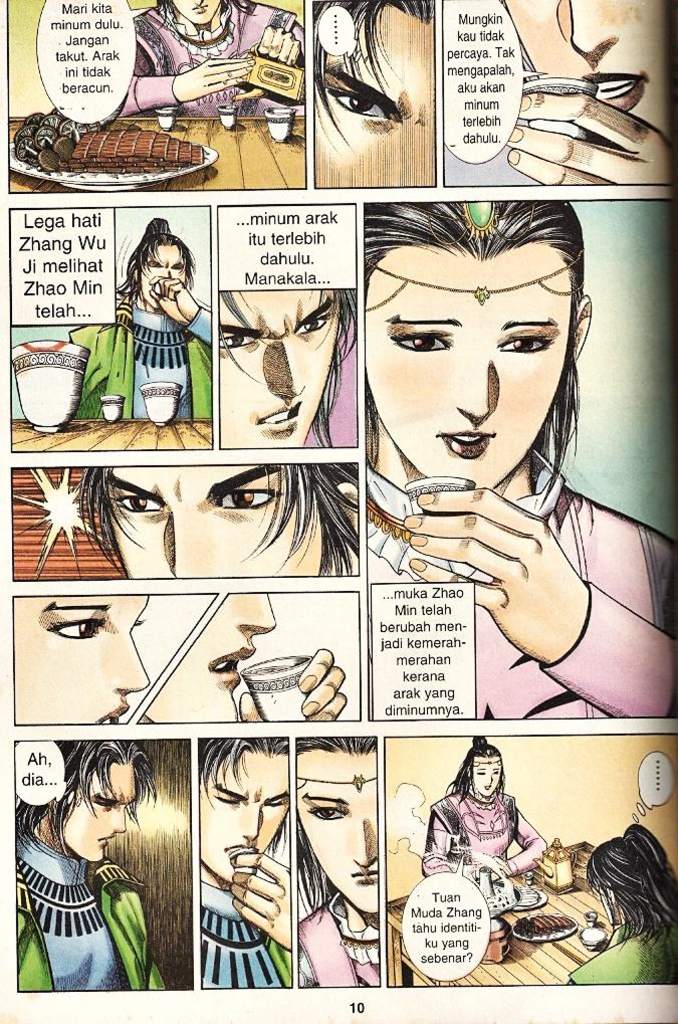 Mari kita
minum dulu.
Jangan
takut. Arak
ini tidak
beracun.
......
Mungkin
kau tidak
percaya. Tak
mengapalah,
aku akan
minum
terlebih
dahulu.
Lega hati
Zhang Wu
Ji melihat
Zhao Min
telah...
...minum arak
itu terlebih
dahulu.
Manakala...
...muka Zhao
Min telah
berubah men-
jadi kemerah-
merahan
kerana
arak yang
diminumnya.
Ah,
dia...
Tuan
Muda Zhang
tahu identiti-
ku yang
sebenar?
......
10